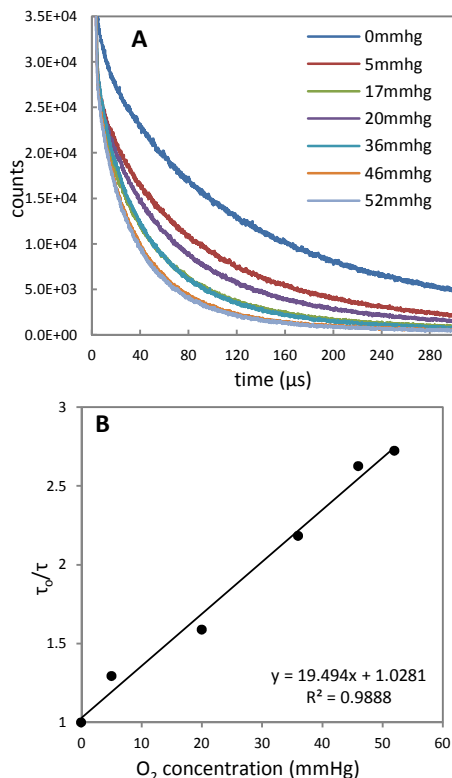 3.5E+04
3.0E+04
2.5E+04
2.0E+04
1.5E+04
1.0E+04
5.0E+03
0.0E+00
counts
A
0mmhg
5mmhg
17mmhg
20mmhg
36mmhg
46mmhg
52mmhg
0 40 80 120 160 200 240 280
time (µs)
B
3
2.5
2
1.5
1
τ₀/τ
y = 19.494x + 1.0281
R² = 0.9888
0 10 20 30 40 50 60
O₂ concentration (mmHg)